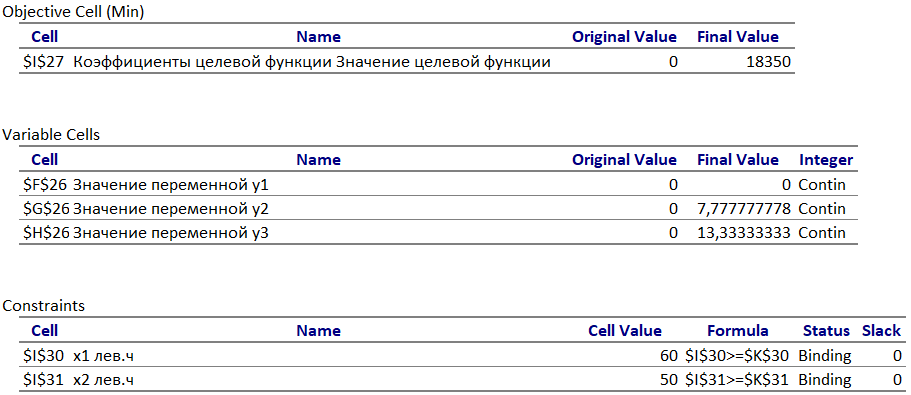 Objective Cell (Min)
Cell Name Original Value Final Value
$I$27 Коэффициенты целевой функции Значение целевой функции 0 18350
Variable Cells
Cell Name Original Value Final Value Integer
$F$26 Значение переменной y1 0 0 Contin
$G$26 Значение переменной y2 0 7,777777778 Contin
$H$26 Значение переменной y3 0 13,33333333 Contin
Constraints
Cell Name Cell Value Formula Status Slack
$I$30 x1 лев.ч 60 $I$30>=$K$30 Binding 0
$I$31 x2 лев.ч 50 $I$31>=$K$31 Binding 0